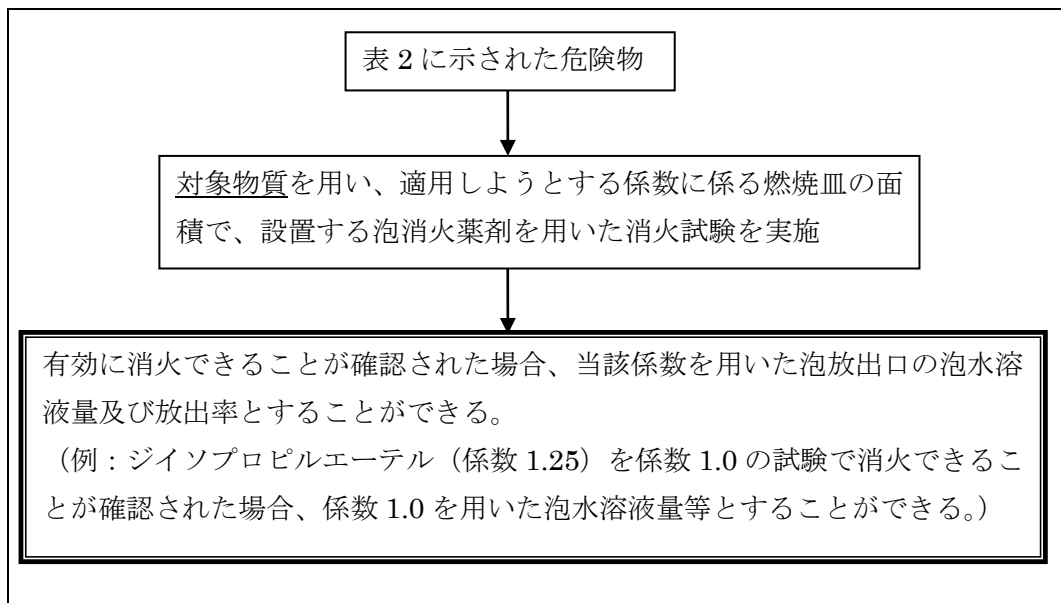 表 2 に示された危険物
対象物質を用い、適用しようとする係数に係る燃焼皿の面
積で、設置する泡消火薬剤を用いた消火試験を実施
有効に消火できることが確認された場合、当該係数を用いた泡放出口の泡水溶
液量及び放出率とすることができる。
（例：ジイソプロピルエーテル（係数 1.25）を係数 1.0 の試験で消火できるこ
とが確認された場合、係数 1.0 を用いた泡水溶液量等とすることができる。）